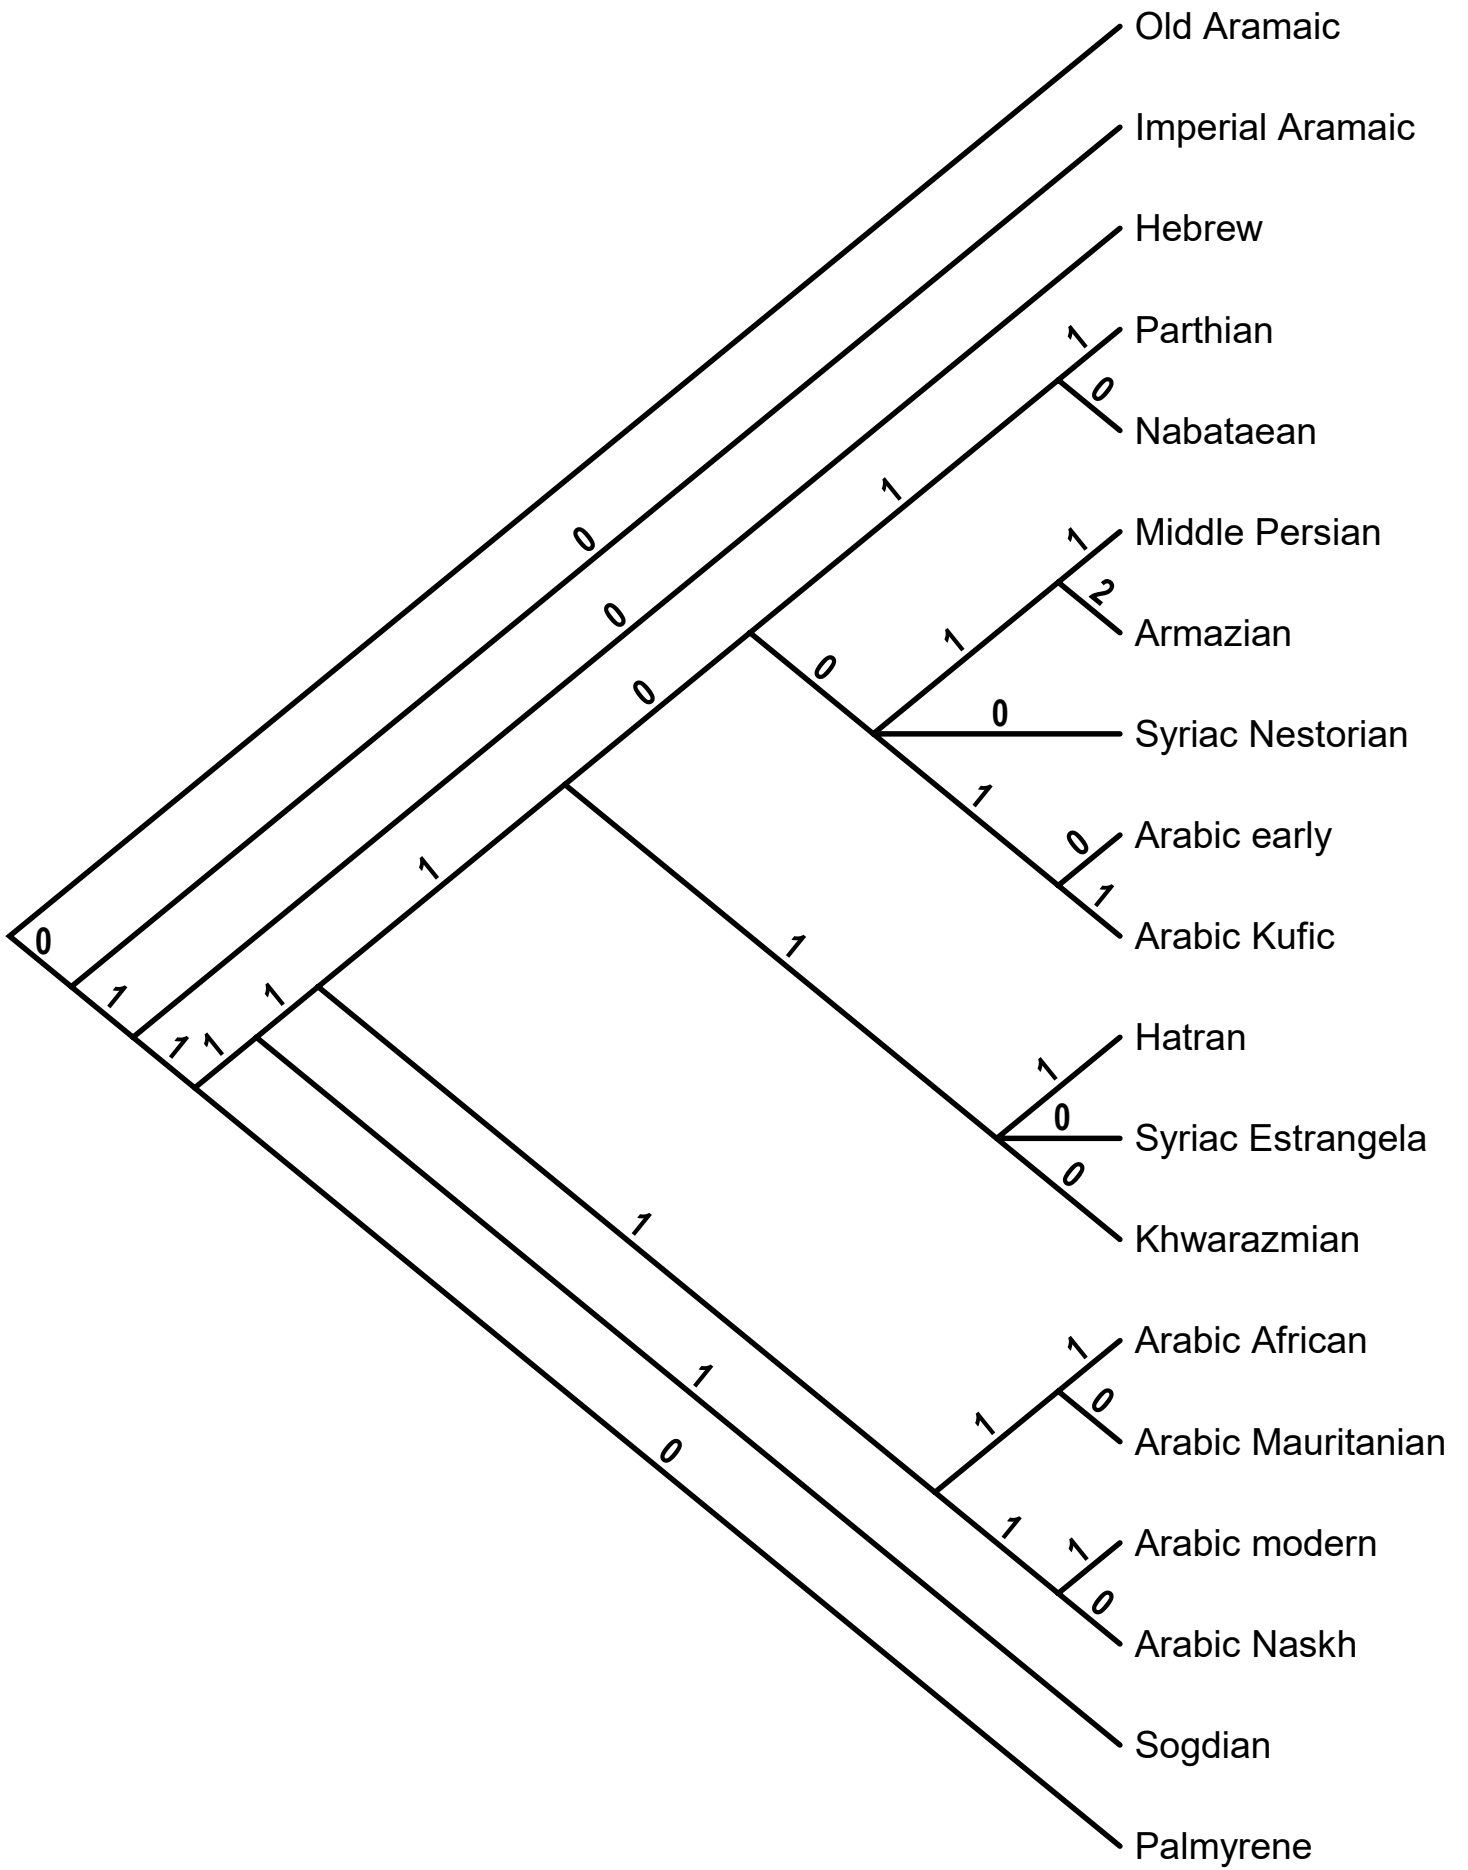 Old Aramaic
Imperial Aramaic
Hebrew
1
Parthian
0
Nabataean
1
1
Middle Persian
0
2
Armazian
0
1
0
0
0
Syriac Nestorian
1
0
Arabic early
1
1
Arabic Kufic
0
1
1
1
Hatran
1
1
1
0
Syriac Estrangela
0
Khwarazmian
1
1
Arabic African
1
0
1
Arabic Mauritanian
0
1
1
Arabic modern
0
Arabic Naskh
Sogdian
Palmyrene